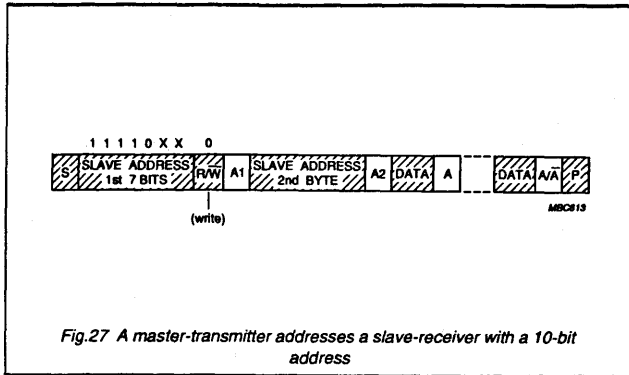 1 1 1 1 0 X X 0
S SLAVE ADDRESS 1st 7 BITS R/W̅ A1 SLAVE ADDRESS 2nd BYTE A2 DATA A DATA A/A̅ P
(write)
MBC613
Fig.27 A master-transmitter addresses a slave-receiver with a 10-bit
address